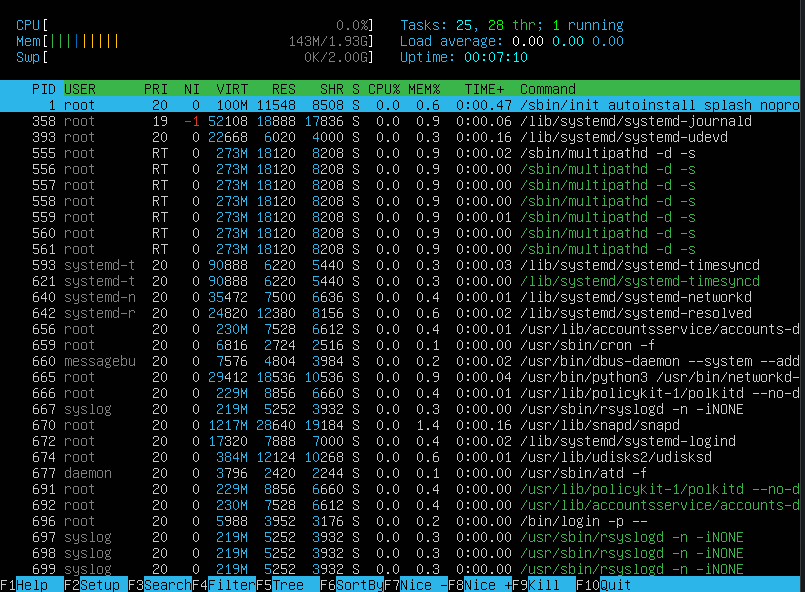 CPU[ 0.0%] Tasks: 25, 28 thr; 1 running
Mem[||||||||| 143M/1.93G] Load average: 0.00 0.00 0.00
Swp[ 0K/2.00G] Uptime: 00:07:10
PID USER PRI NI VIRT RES SHR S CPU% MEM% TIME+ Command
1 root 20 0 100M 11548 8508 S 0.0 0.6 0:00.47 /sbin/init autoinstall splash nopro
358 root 19 -1 52108 18888 17836 S 0.0 0.9 0:00.06 /lib/systemd/systemd-journald
393 root 20 0 22668 6020 4000 S 0.0 0.3 0:00.16 /lib/systemd/systemd-udevd
555 root RT 0 273M 18120 8208 S 0.0 0.9 0:00.02 /sbin/multipathd -d -s
556 root RT 0 273M 18120 8208 S 0.0 0.9 0:00.00 /sbin/multipathd -d -s
557 root RT 0 273M 18120 8208 S 0.0 0.9 0:00.00 /sbin/multipathd -d -s
558 root RT 0 273M 18120 8208 S 0.0 0.9 0:00.00 /sbin/multipathd -d -s
559 root RT 0 273M 18120 8208 S 0.0 0.9 0:00.01 /sbin/multipathd -d -s
560 root RT 0 273M 18120 8208 S 0.0 0.9 0:00.00 /sbin/multipathd -d -s
561 root RT 0 273M 18120 8208 S 0.0 0.9 0:00.00 /sbin/multipathd -d -s
593 systemd-t 20 0 90888 6220 5440 S 0.0 0.3 0:00.03 /lib/systemd/systemd-timesyncd
621 systemd-t 20 0 90888 6220 5440 S 0.0 0.3 0:00.00 /lib/systemd/systemd-timesyncd
640 systemd-n 20 0 35472 7500 6636 S 0.0 0.4 0:00.01 /lib/systemd/systemd-networkd
642 systemd-r 20 0 24820 12380 8156 S 0.0 0.6 0:00.02 /lib/systemd/systemd-resolved
656 root 20 0 230M 7528 6612 S 0.0 0.4 0:00.01 /usr/lib/accountsservice/accounts-d
659 root 20 0 6816 2724 2516 S 0.0 0.1 0:00.00 /usr/sbin/cron -f
660 messagebu 20 0 7576 4804 3984 S 0.0 0.2 0:00.02 /usr/bin/dbus-daemon --system --add
665 root 20 0 29412 18536 10536 S 0.0 0.9 0:00.04 /usr/bin/python3 /usr/bin/networkd-
666 root 20 0 229M 8856 6660 S 0.0 0.4 0:00.01 /usr/lib/policykit-1/polkitd --no-d
667 syslog 20 0 219M 5252 3932 S 0.0 0.3 0:00.00 /usr/sbin/rsyslogd -n -iNONE
670 root 20 0 1217M 28640 19184 S 0.0 1.4 0:00.16 /usr/lib/snapd/snapd
672 root 20 0 17320 7888 7000 S 0.0 0.4 0:00.02 /lib/systemd/systemd-logind
674 root 20 0 384M 12124 10268 S 0.0 0.6 0:00.01 /usr/lib/udisks2/udisksd
677 daemon 20 0 3796 2420 2244 S 0.0 0.1 0:00.00 /usr/sbin/atd -f
691 root 20 0 229M 8856 6660 S 0.0 0.4 0:00.00 /usr/lib/policykit-1/polkitd --no-d
692 root 20 0 230M 7528 6612 S 0.0 0.4 0:00.00 /usr/lib/accountsservice/accounts-d
696 root 20 0 5988 3952 3176 S 0.0 0.2 0:00.00 /bin/login -p --
697 syslog 20 0 219M 5252 3932 S 0.0 0.3 0:00.00 /usr/sbin/rsyslogd -n -iNONE
698 syslog 20 0 219M 5252 3932 S 0.0 0.3 0:00.00 /usr/sbin/rsyslogd -n -iNONE
699 syslog 20 0 219M 5252 3932 S 0.0 0.3 0:00.00 /usr/sbin/rsyslogd -n -iNONE
F1Help F2Setup F3SearchF4FilterF5Tree F6SortByF7Nice -F8Nice +F9Kill F10Quit